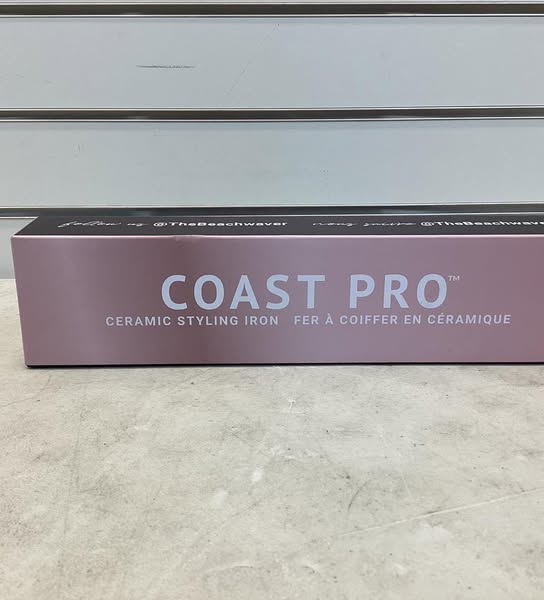 follow us @TheBeachwaver nous suivre @TheBeachwaver
COAST PRO™
CERAMIC STYLING IRON FER À COIFFER EN CÉRAMIQUE